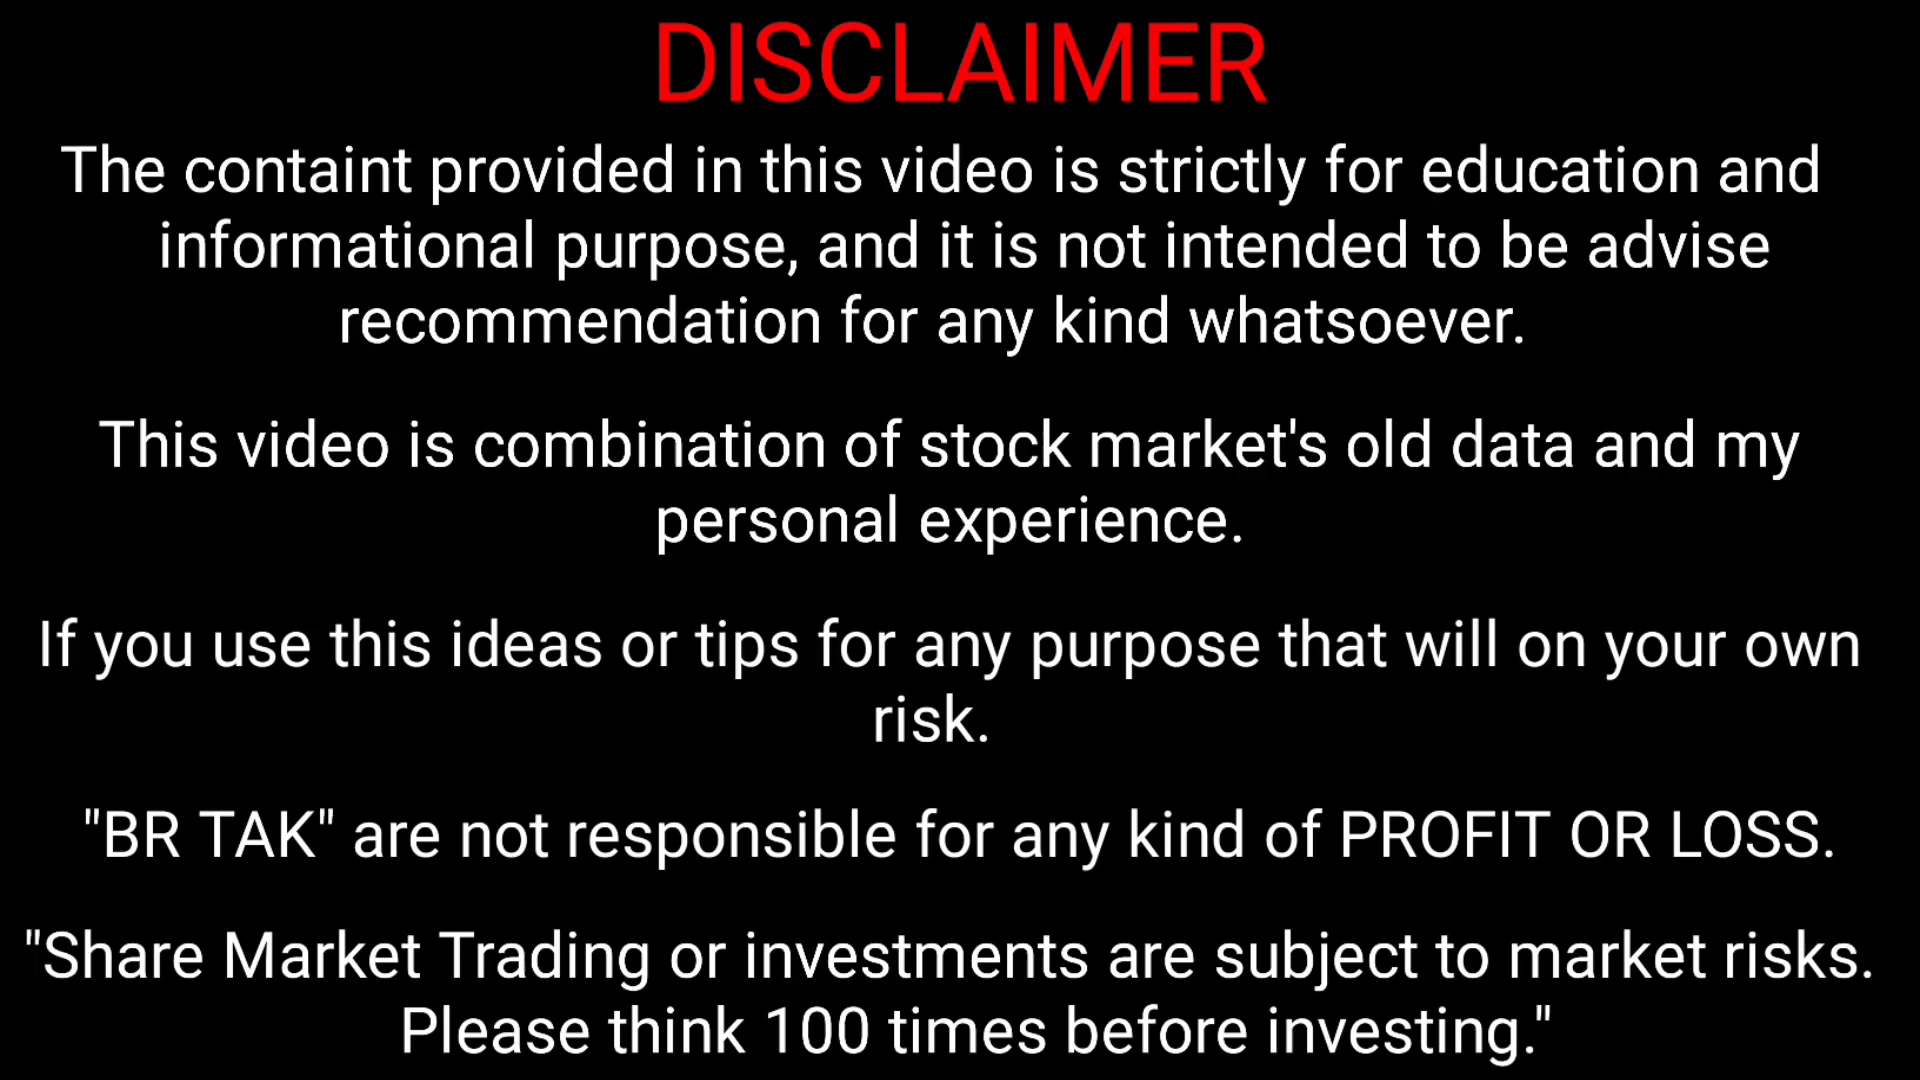 DISCLAIMER
The containt provided in this video is strictly for education and
informational purpose, and it is not intended to be advise
recommendation for any kind whatsoever.
This video is combination of stock market's old data and my
personal experience.
If you use this ideas or tips for any purpose that will on your own
risk.
"BR TAK" are not responsible for any kind of PROFIT OR LOSS.
"Share Market Trading or investments are subject to market risks.
Please think 100 times before investing."